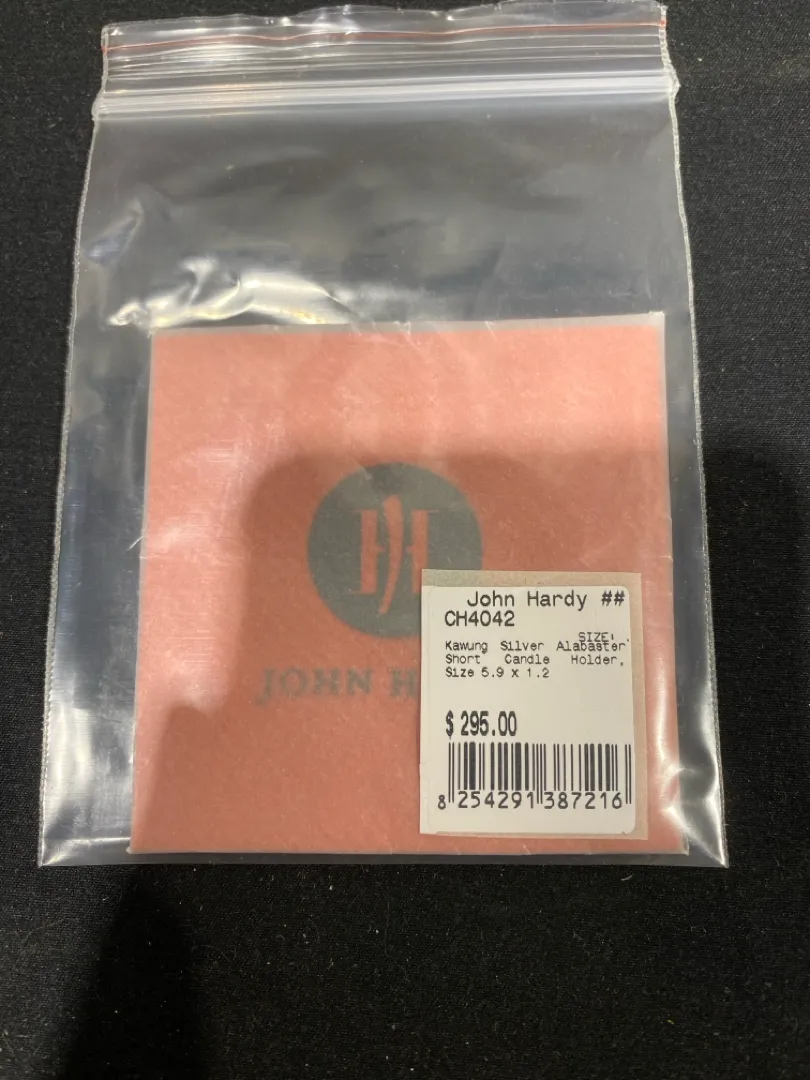 JH
JOHN H
John Hardy ##
CH4042
SIZE:
Kawung Silver Alabaster
Short Candle Holder,
Size 5.9 x 1.2
$ 295.00
8 254291 387216